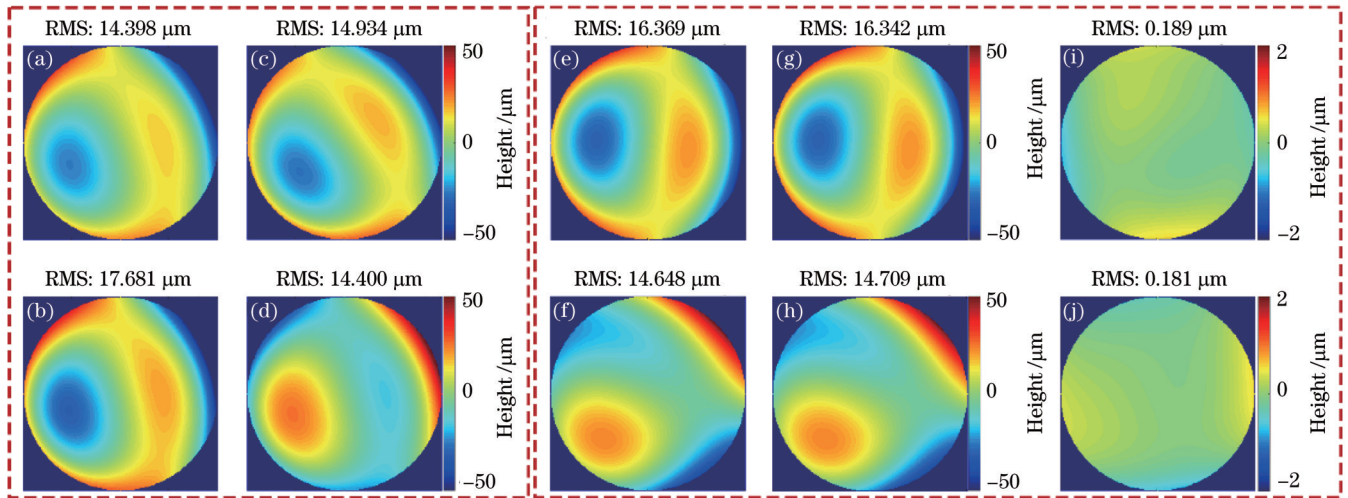 RMS: 14.398 μm RMS: 14.934 μm RMS: 16.369 μm RMS: 16.342 μm RMS: 0.189 μm
(a) (c) 50 (e) (g) 50 (i) 2
0 0 0
Height /μm Height /μm Height /μm
−50 −50 −2
RMS: 17.681 μm RMS: 14.400 μm RMS: 14.648 μm RMS: 14.709 μm RMS: 0.181 μm
(b) (d) 50 (f) (h) 50 (j) 2
0 0 0
Height /μm Height /μm Height /μm
−50 −50 −2